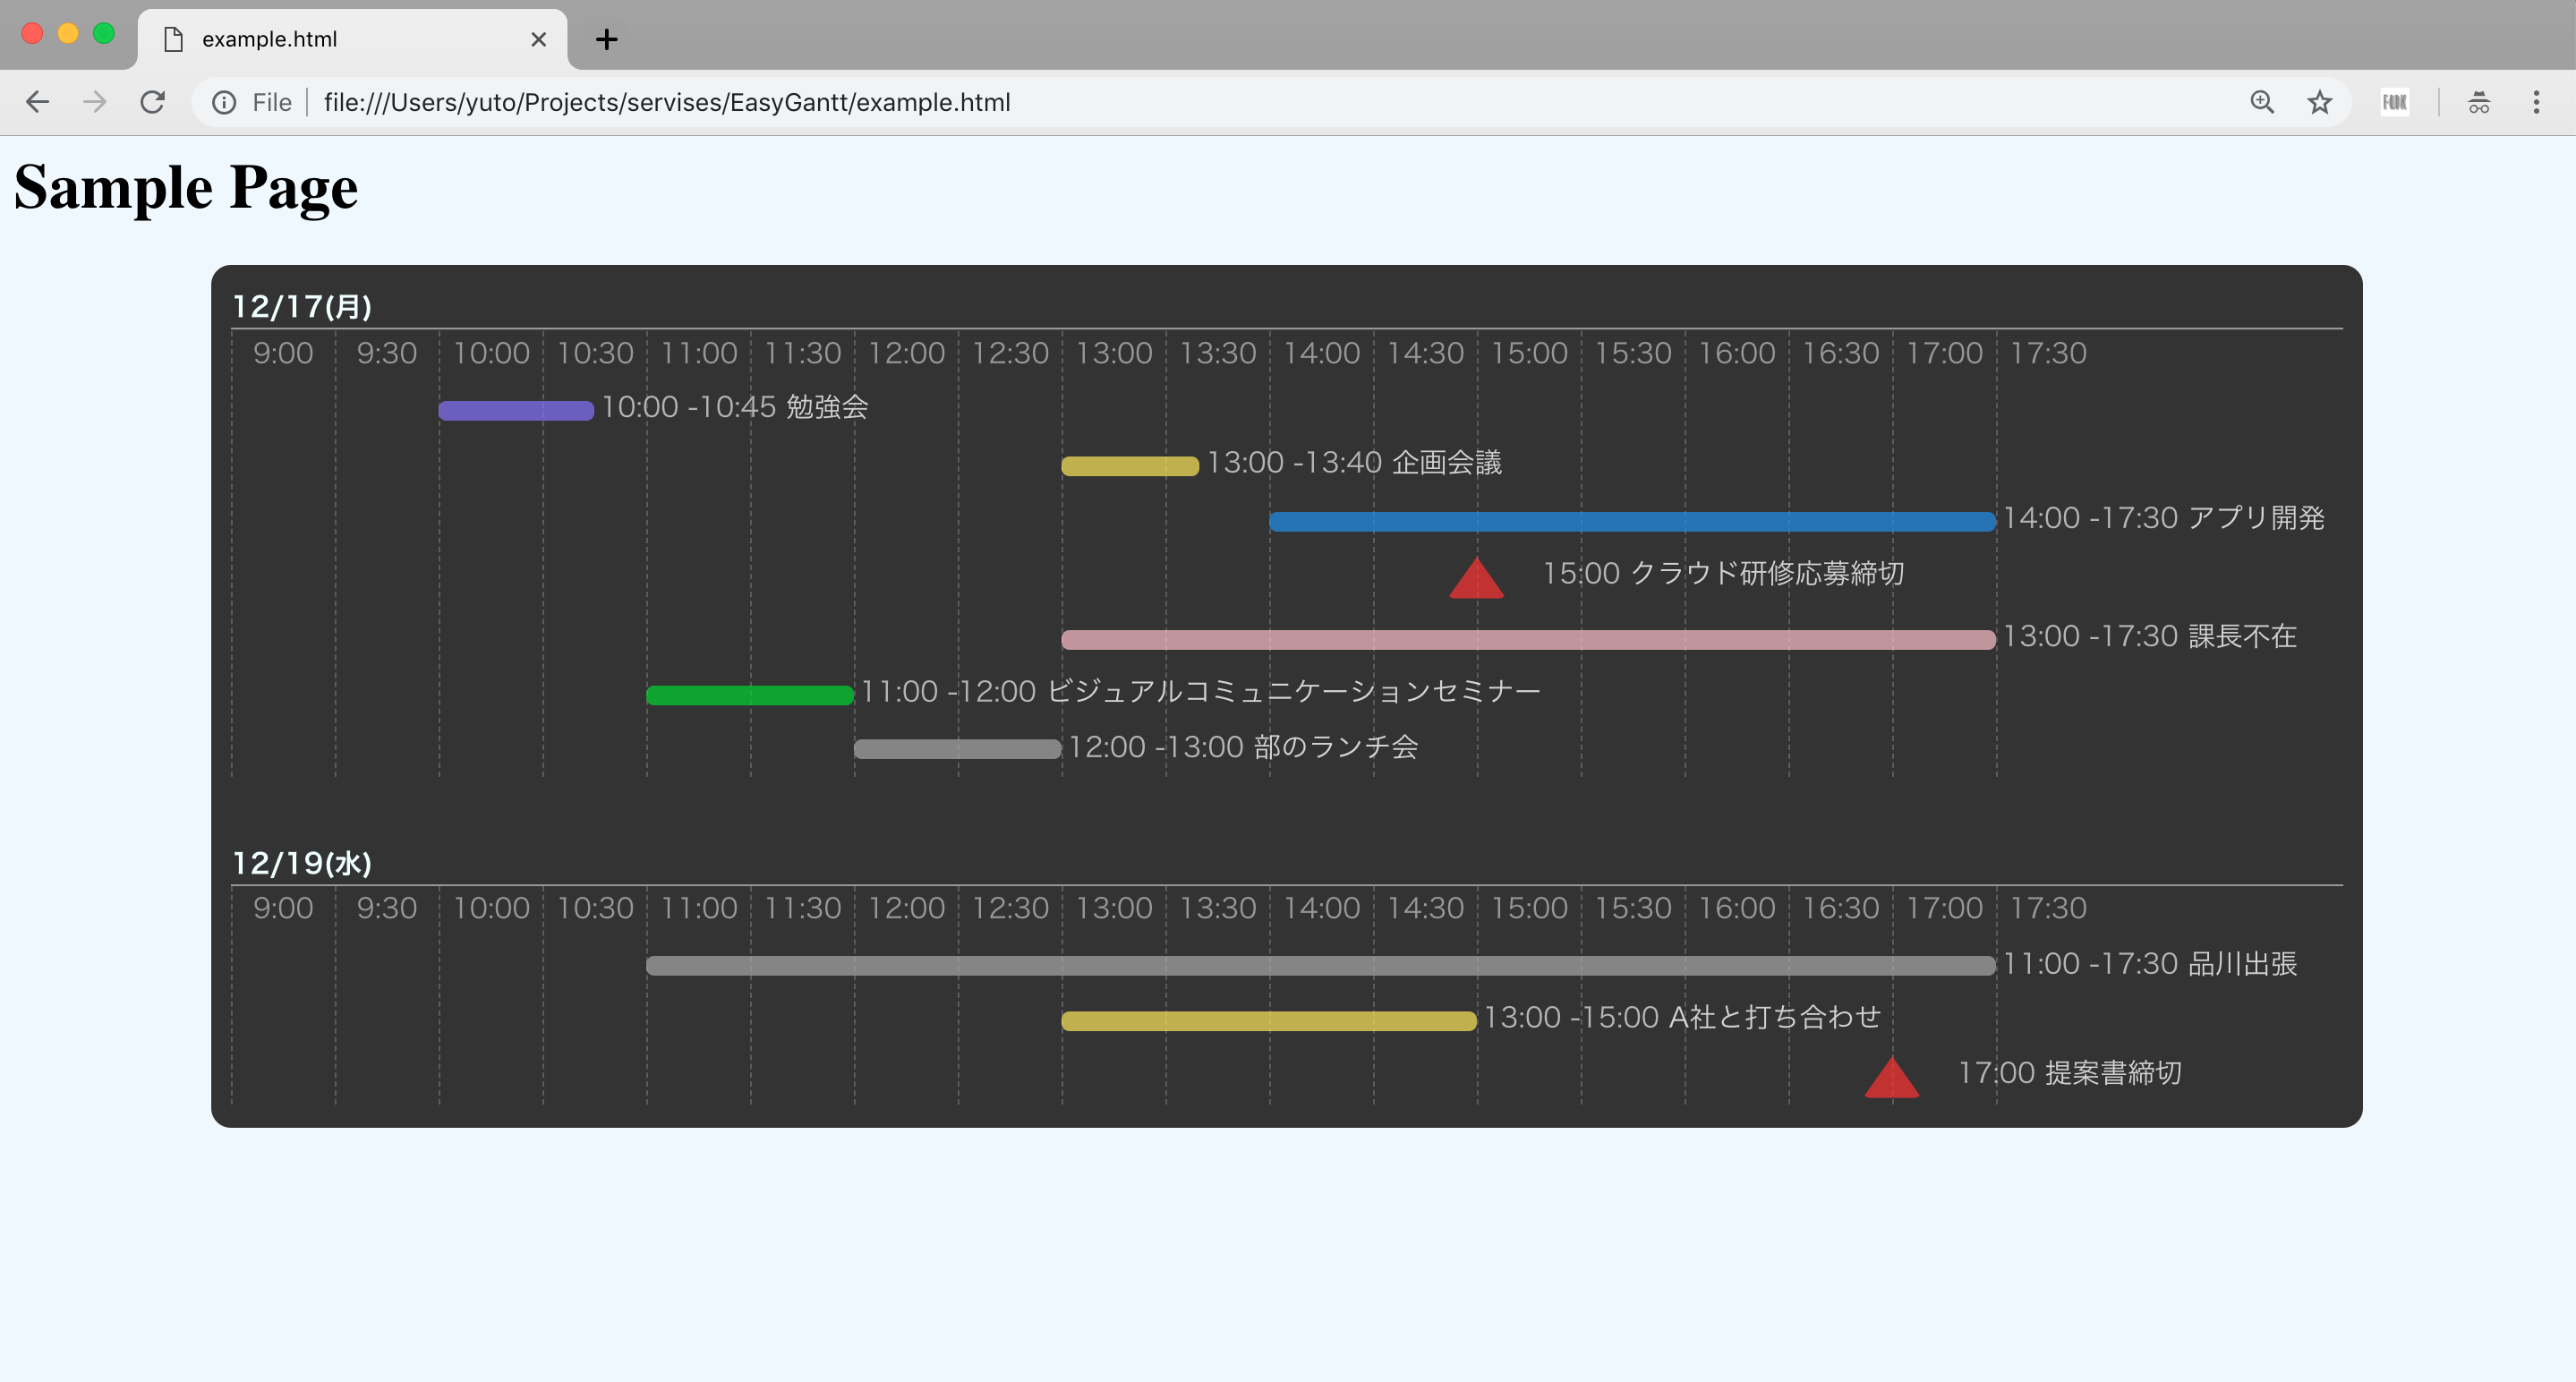 example.html
File file:///Users/yuto/Projects/servises/EasyGantt/example.html
Sample Page
12/17(月)
9:00 9:30 10:00 10:30 11:00 11:30 12:00 12:30 13:00 13:30 14:00 14:30 15:00 15:30 16:00 16:30 17:00 17:30
10:00 -10:45 勉強会
13:00 -13:40 企画会議
14:00 -17:30 アプリ開発
15:00 クラウド研修応募締切
13:00 -17:30 課長不在
11:00 -12:00 ビジュアルコミュニケーションセミナー
12:00 -13:00 部のランチ会
12/19(水)
9:00 9:30 10:00 10:30 11:00 11:30 12:00 12:30 13:00 13:30 14:00 14:30 15:00 15:30 16:00 16:30 17:00 17:30
11:00 -17:30 品川出張
13:00 -15:00 A社と打ち合わせ
17:00 提案書締切